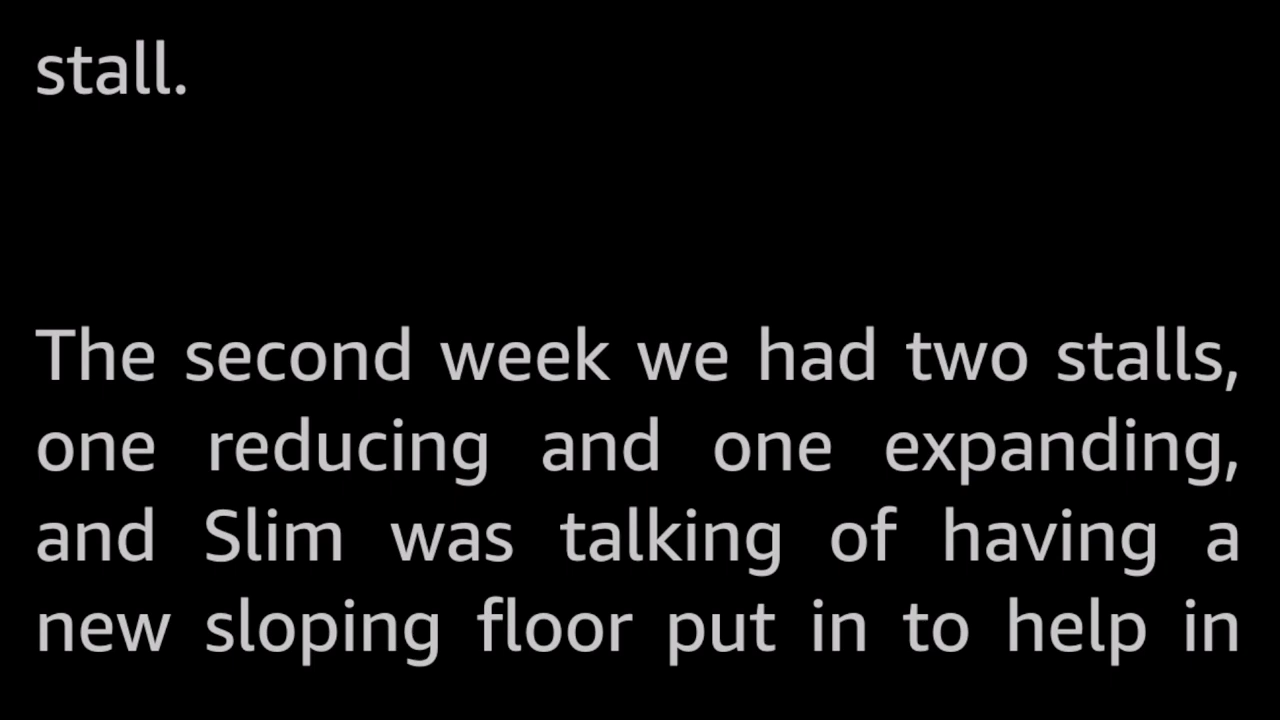 stall.
The second week we had two stalls,
one reducing and one expanding,
and Slim was talking of having a
new sloping floor put in to help in